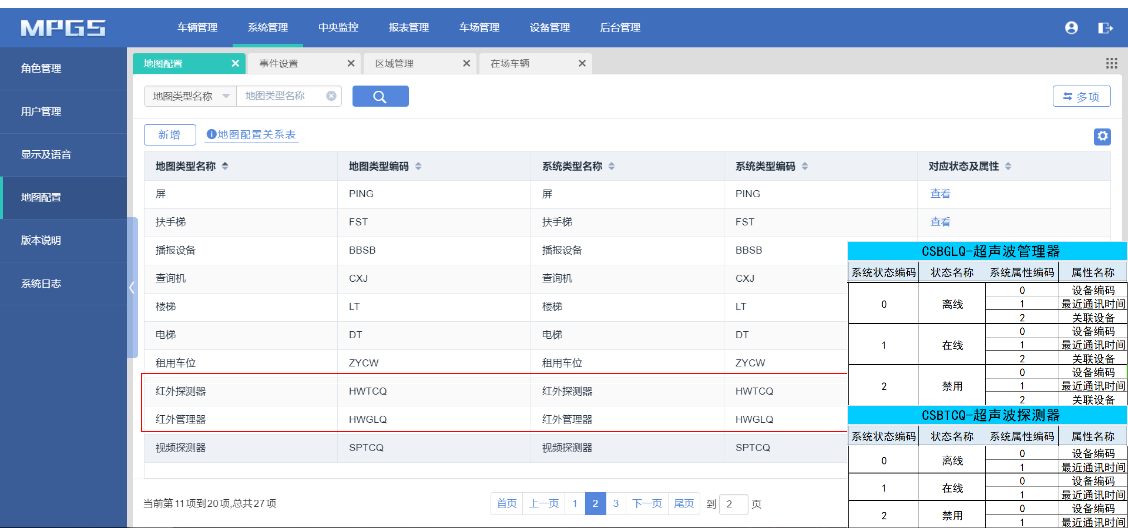 MPGS 车辆管理 系统管理 中央监控 报表管理 车场管理 设备管理 后台管理
角色管理
用户管理
显示及语音
地图配置
版本说明
系统日志
地图配置 × 事件设置 × 区域管理 × 在场车辆 ×
地图类型名称 地图类型名称 多项
新增 地图配置关系表
地图类型名称 地图类型编码 系统类型名称 系统类型编码 对应状态及属性
屏 PING 屏 PING 查看
扶手梯 FST 扶手梯 FST 查看
播报设备 BBSB 播报设备 BBSB
查询机 CXJ 查询机 CXJ
楼梯 LT 楼梯 LT
电梯 DT 电梯 DT
租用车位 ZYCW 租用车位 ZYCW
红外探测器 HWTCQ 红外探测器 HWTCQ
红外管理器 HWGLQ 红外管理器 HWGLQ
视频探测器 SPTCQ 视频探测器 SPTCQ
当前第11项到20项,总共27项 首页 上一页 1 2 3 下一页 尾页 到 2 页
CSBGLQ-超声波管理器
系统状态编码 状态名称 系统属性编码 属性名称
0 离线 0 设备编码
1 最近通讯时间
2 关联设备
1 在线 0 设备编码
1 最近通讯时间
2 关联设备
2 禁用 0 设备编码
1 最近通讯时间
2 关联设备
CSBTCQ-超声波探测器
系统状态编码 状态名称 系统属性编码 属性名称
0 离线 0 设备编码
1 最近通讯时间
1 在线 0 设备编码
1 最近通讯时间
2 禁用 0 设备编码
1 最近通讯时间